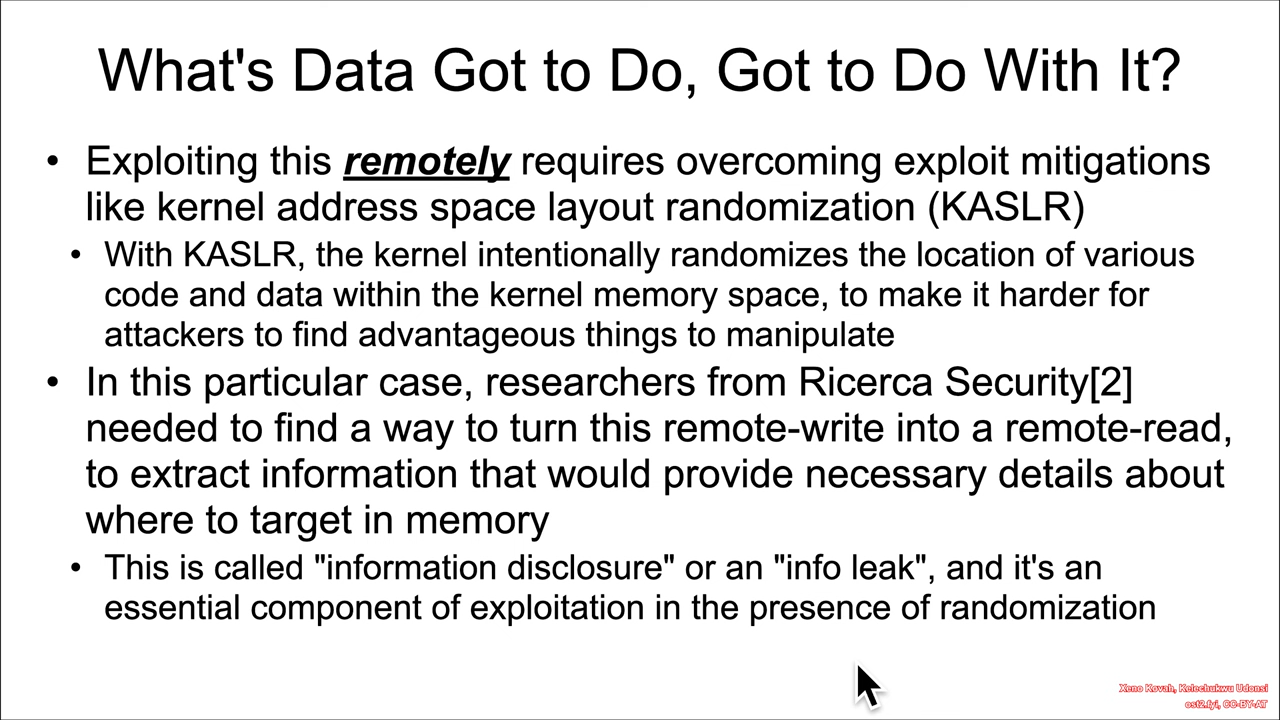 What's Data Got to Do, Got to Do With It?
• Exploiting this remotely requires overcoming exploit mitigations
like kernel address space layout randomization (KASLR)
• With KASLR, the kernel intentionally randomizes the location of various
code and data within the kernel memory space, to make it harder for
attackers to find advantageous things to manipulate
• In this particular case, researchers from Ricerca Security[2]
needed to find a way to turn this remote-write into a remote-read,
to extract information that would provide necessary details about
where to target in memory
• This is called "information disclosure" or an "info leak", and it's an
essential component of exploitation in the presence of randomization
Xeno Kovah, Kelechukwu Udonsi
ost2.fyi, CC-BY-AT